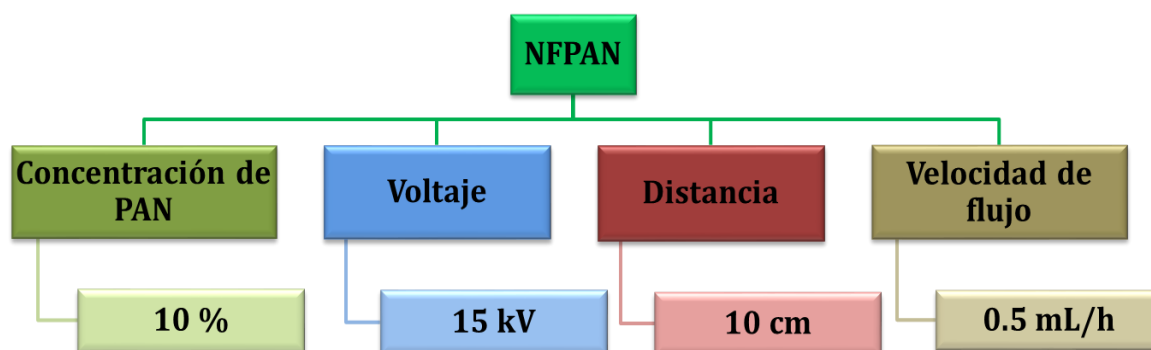 NFPAN
Concentración de
PAN
Voltaje
Distancia
Velocidad de
flujo
10 %
15 kV
10 cm
0.5 mL/h